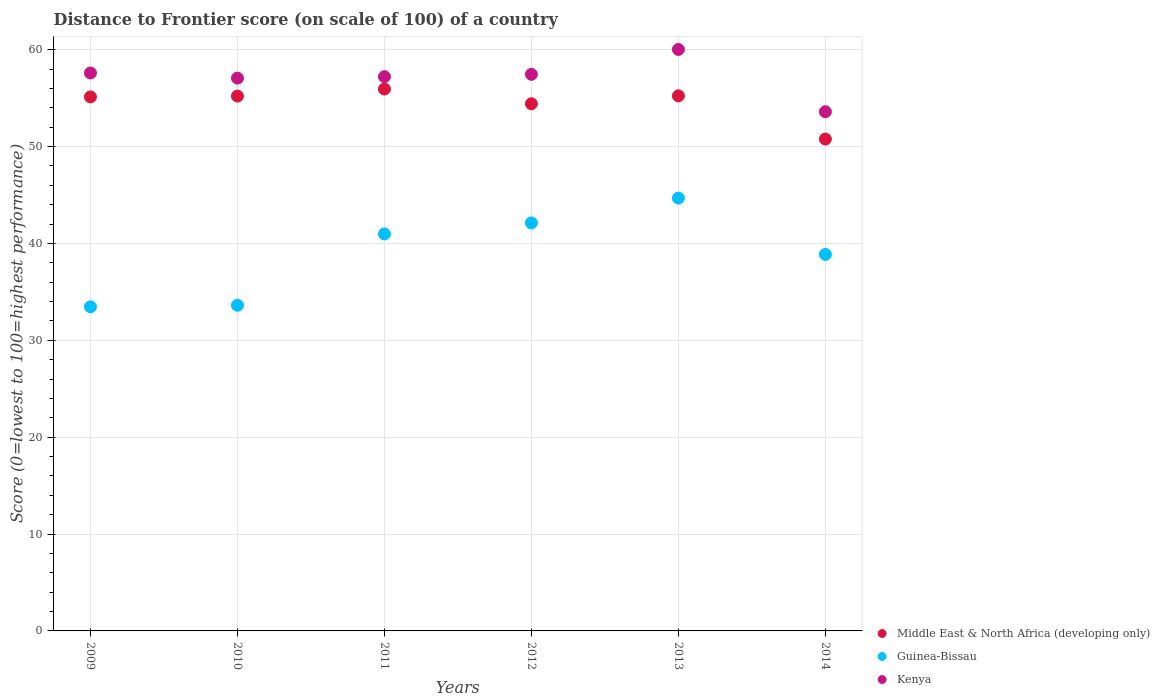 Distance to Frontier score (on scale of 100) of a country
Score (0=lowest to 100=highest performance)
60
50
40
30
20
10
0
2009
2010
2011
2012
2013
2014
Years
Middle East & North Africa (developing only)
Guinea-Bissau
Kenya